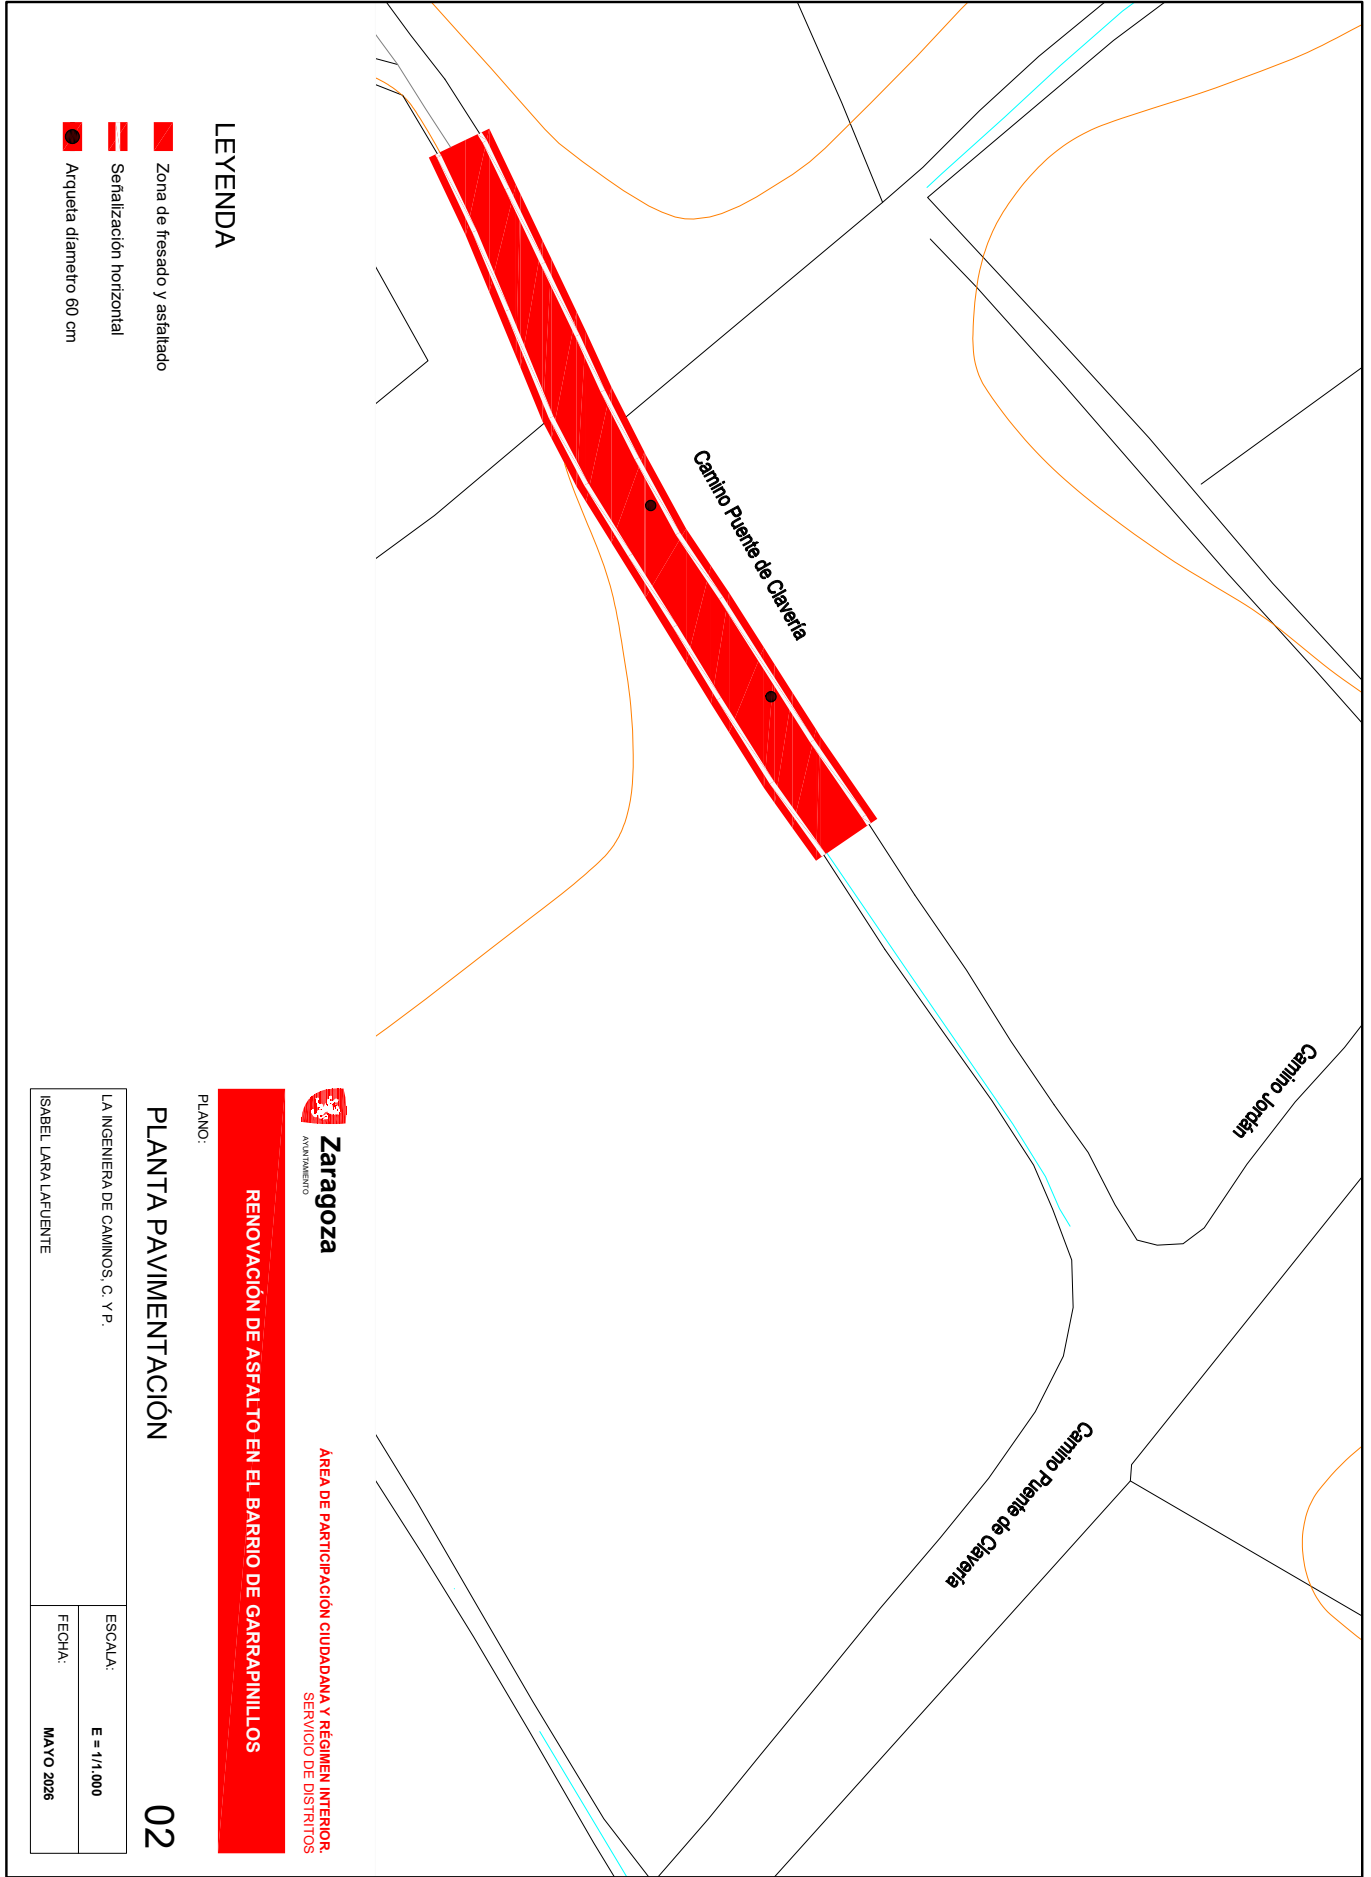 Camino Jordán
Camino Puente de Clavería
Camino Puente de Clavería
LEYENDA
Zona de fresado y asfaltado
Señalización horizontal
Arqueta díametro 60 cm
Zaragoza
AYUNTAMIENTO
ÁREA DE PARTICIPACIÓN CIUDADANA Y RÉGIMEN INTERIOR.
SERVICIO DE DISTRITOS
RENOVACIÓN DE ASFALTO EN EL BARRIO DE GARRAPINILLOS
PLANO:
PLANTA PAVIMENTACIÓN
02
LA INGENIERA DE CAMINOS, C. Y P.
ISABEL LARA LAFUENTE
ESCALA:
E = 1/1.000
FECHA:
MAYO 2026